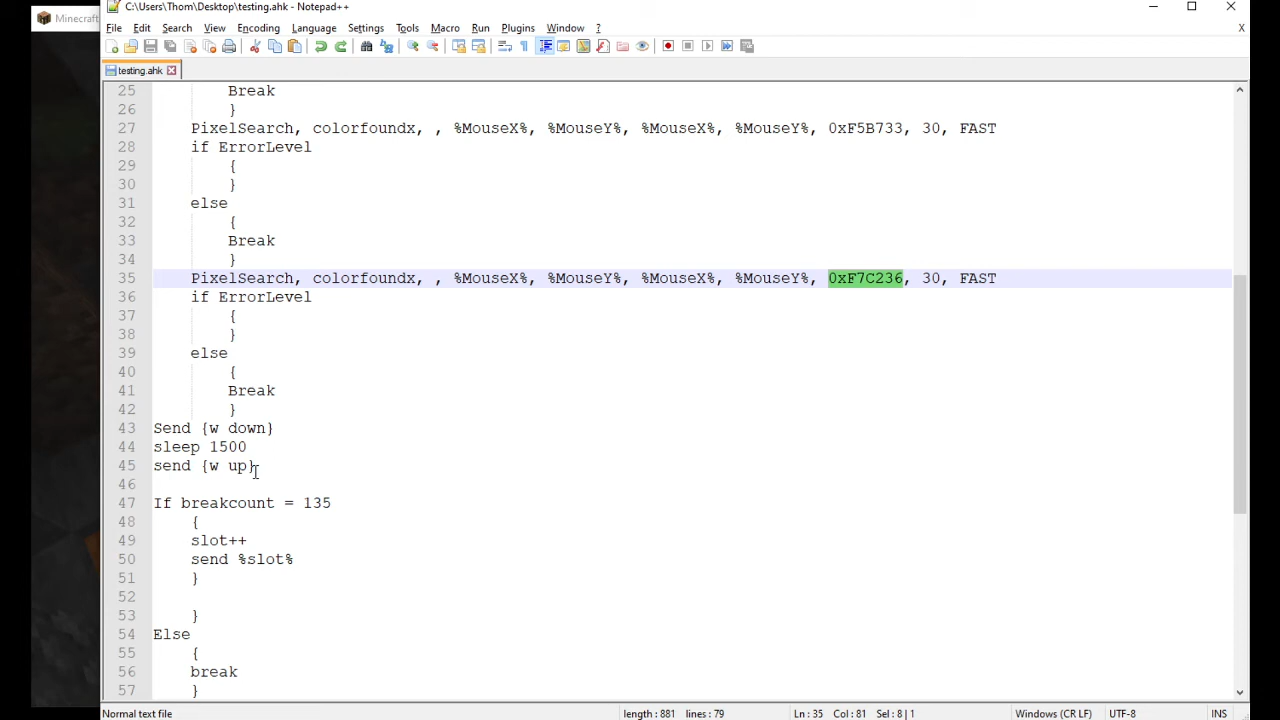 Minecraft
C:\Users\Thom\Desktop\testing.ahk - Notepad++
File Edit Search View Encoding Language Settings Tools Macro Run Plugins Window ? X
testing.ahk
25 Break
26 }
27 PixelSearch, colorfoundx, , %MouseX%, %MouseY%, %MouseX%, %MouseY%, 0xF5B733, 30, FAST
28 if ErrorLevel
29 {
30 }
31 else
32 {
33 Break
34 }
35 PixelSearch, colorfoundx, , %MouseX%, %MouseY%, %MouseX%, %MouseY%, 0xF7C236, 30, FAST
36 if ErrorLevel
37 {
38 }
39 else
40 {
41 Break
42 }
43 Send {w down}
44 sleep 1500
45 send {w up}
46
47 If breakcount = 135
48 {
49 slot++
50 send %slot%
51 }
52
53 }
54 Else
55 {
56 break
57 }
Normal text file length : 881 lines : 79 Ln : 35 Col : 81 Sel : 8 | 1 Windows (CR LF) UTF-8 INS